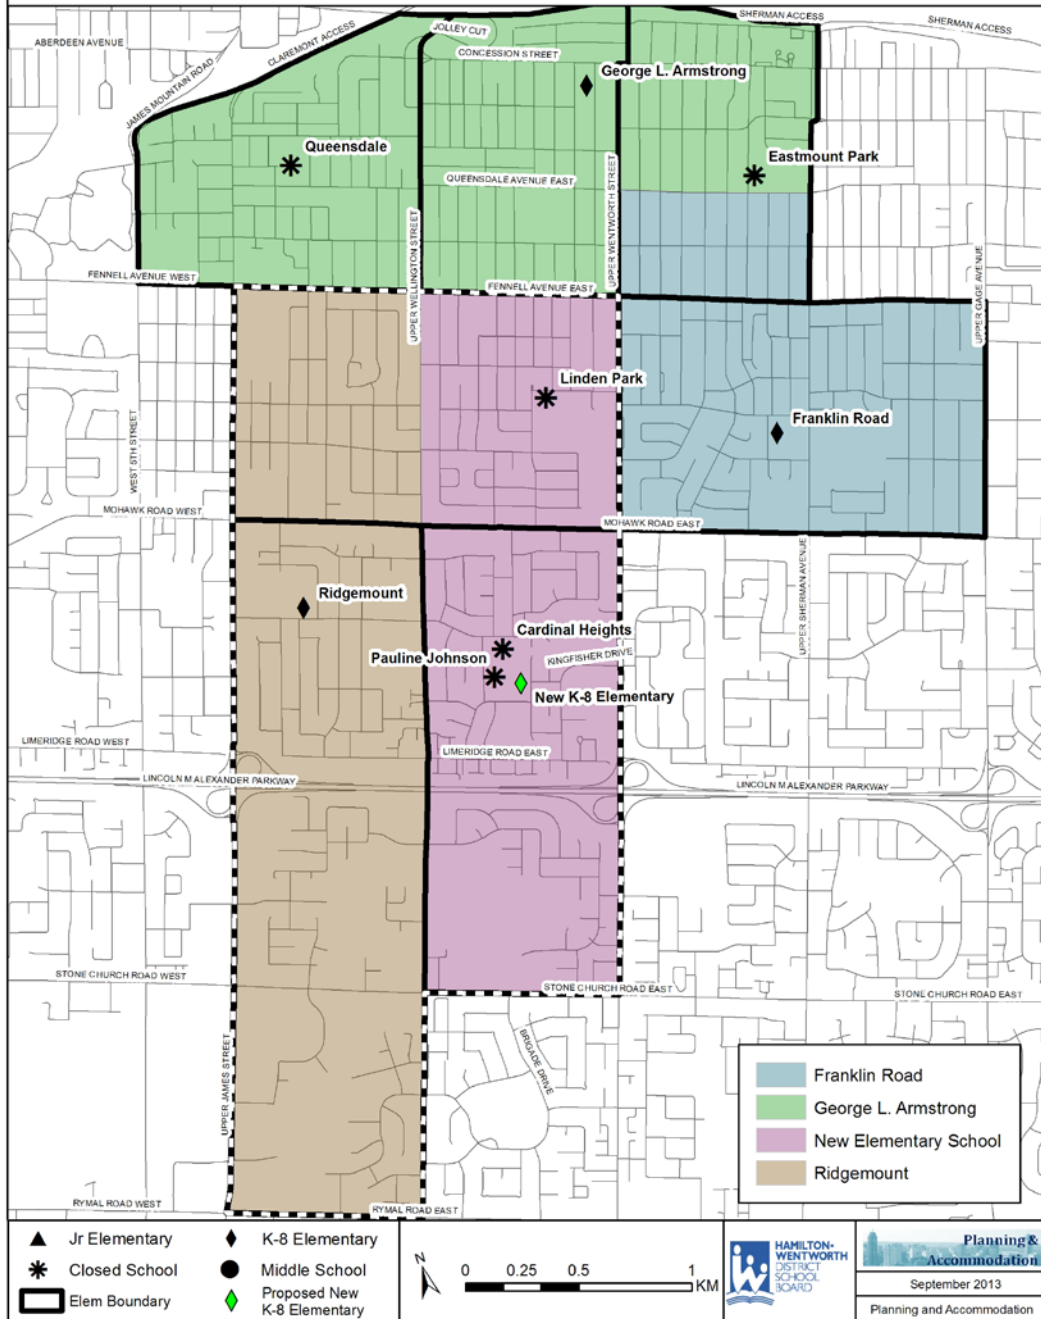 SHERMAN ACCESS
SHERMAN ACCESS
ABERDEEN AVENUE
CLAREMONT ACCESS
JOLLEY CUT
CONCESSION STREET
JAMES MOUNTAIN ROAD
George L. Armstrong
Queensdale
Eastmount Park
QUEENSDALE AVENUE EAST
UPPER WENTWORTH STREET
UPPER WELLINGTON STREET
UPPER GAGE AVENUE
FENNELL AVENUE WEST
FENNELL AVENUE EAST
Linden Park
Franklin Road
WEST 5TH STREET
MOHAWK ROAD WEST
MOHAWK ROAD EAST
UPPER SHERMAN AVENUE
Ridgemount
Cardinal Heights
Pauline Johnson
KINGFISHER DRIVE
New K-8 Elementary
LIMERIDGE ROAD WEST
LIMERIDGE ROAD EAST
LINCOLN M ALEXANDER PARKWAY
LINCOLN M ALEXANDER PARKWAY
STONE CHURCH ROAD WEST
STONE CHURCH ROAD EAST
STONE CHURCH ROAD EAST
BRIGADE DRIVE
UPPER JAMES STREET
Franklin Road
George L. Armstrong
New Elementary School
Ridgemount
RYMAL ROAD WEST
RYMAL ROAD EAST
Jr Elementary
K-8 Elementary
Closed School
Middle School
Elem Boundary
Proposed New
K-8 Elementary
N
0 0.25 0.5 1
KM
HAMILTON-
WENTWORTH
DISTRICT
SCHOOL
BOARD
Planning &
Accommodation
September 2013
Planning and Accommodation